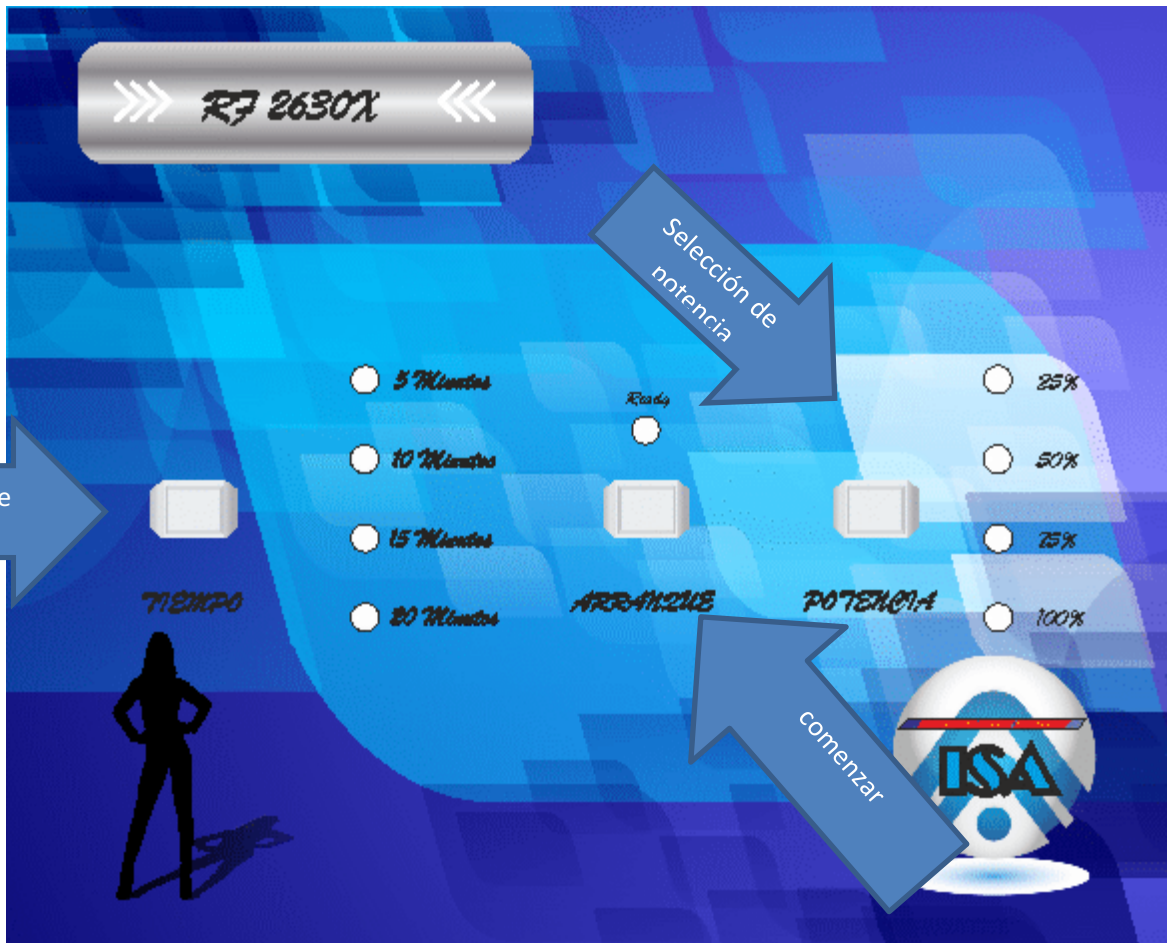 RF 2630X
Selección de
potencia
5 Minutos
Ready
25%
10 Minutos
50%
e
15 Minutos
75%
TIEMPO
ARRANQUE
POTENCIA
20 Minutos
100%
comenzar
ISA